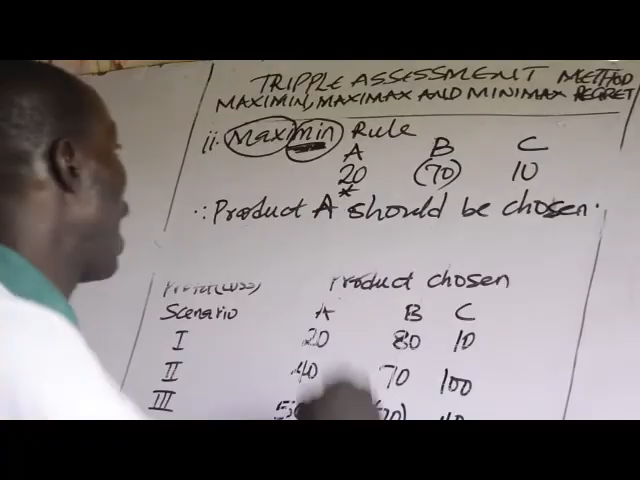 TRIPPLE ASSESSMENT METHOD
MAXIMIN, MAXIMAX AND MINIMAX REGRET
ii. Maximin Rule
A B C
20 (70) 10
*
∴ Product A should be chosen.
Profit (Loss) Product chosen
Scenario A B C
I 20 80 10
II 40 70 100
III